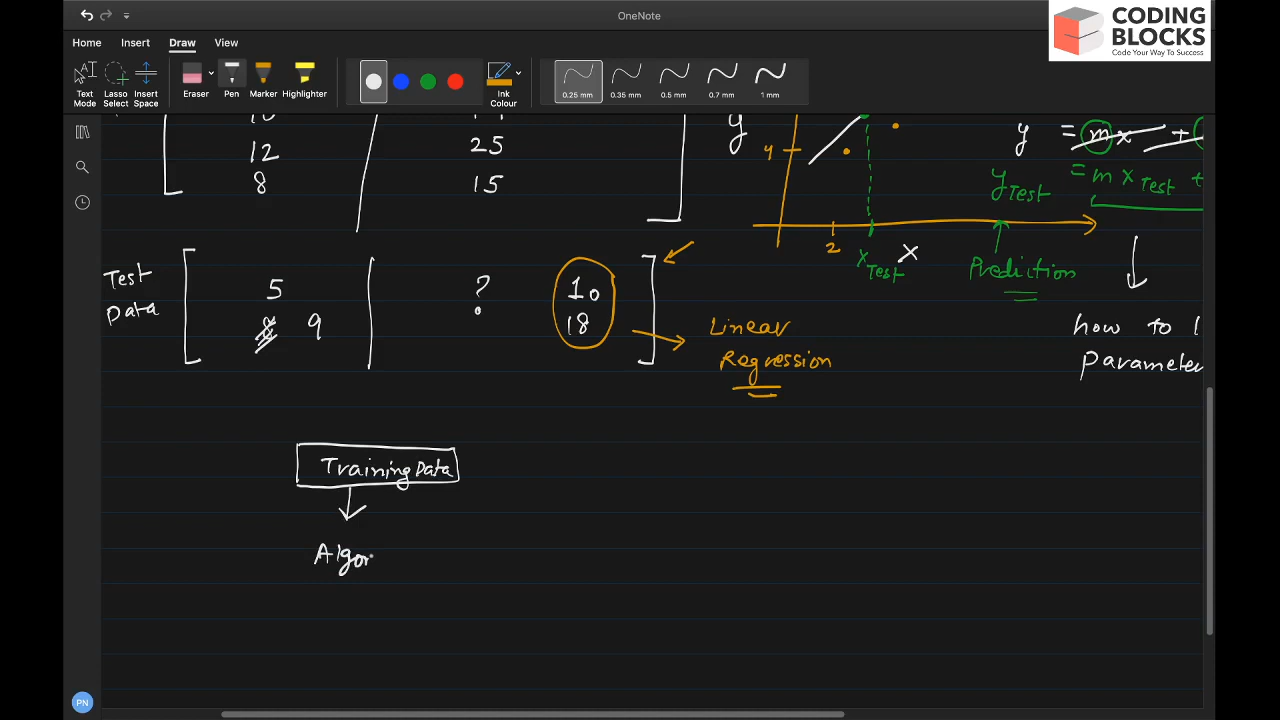 OneNote
CODING
BLOCKS
Code Your Way To Success
Home Insert Draw View
Text Mode
Lasso Select
Insert Space
Eraser
Pen
Marker
Highlighter
Ink Colour
0.25 mm
0.35 mm
0.5 mm
0.7 mm
1 mm
12 25
8 15
y
4
2
x Test
x
y = mx +
y Test = m x Test +
Prediction
how to l
Parameter
Test Data
5 ? 10
8 9 18
Linear
Regression
Training Data
Algor
PN